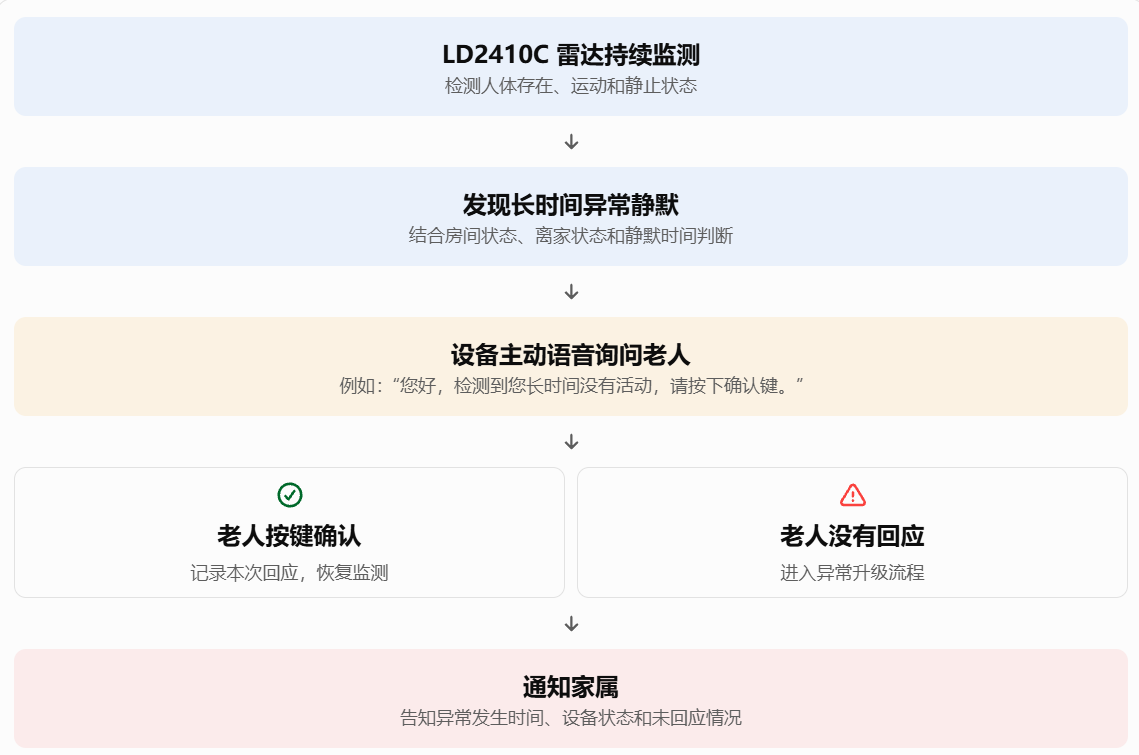 LD2410C 雷达持续监测
检测人体存在、运动和静止状态
发现长时间异常静默
结合房间状态、离家状态和静默时间判断
设备主动语音询问老人
例如：“您好，检测到您长时间没有活动，请按下确认键。”
老人按键确认
记录本次回应，恢复监测
老人没有回应
进入异常升级流程
通知家属
告知异常发生时间、设备状态和未回应情况